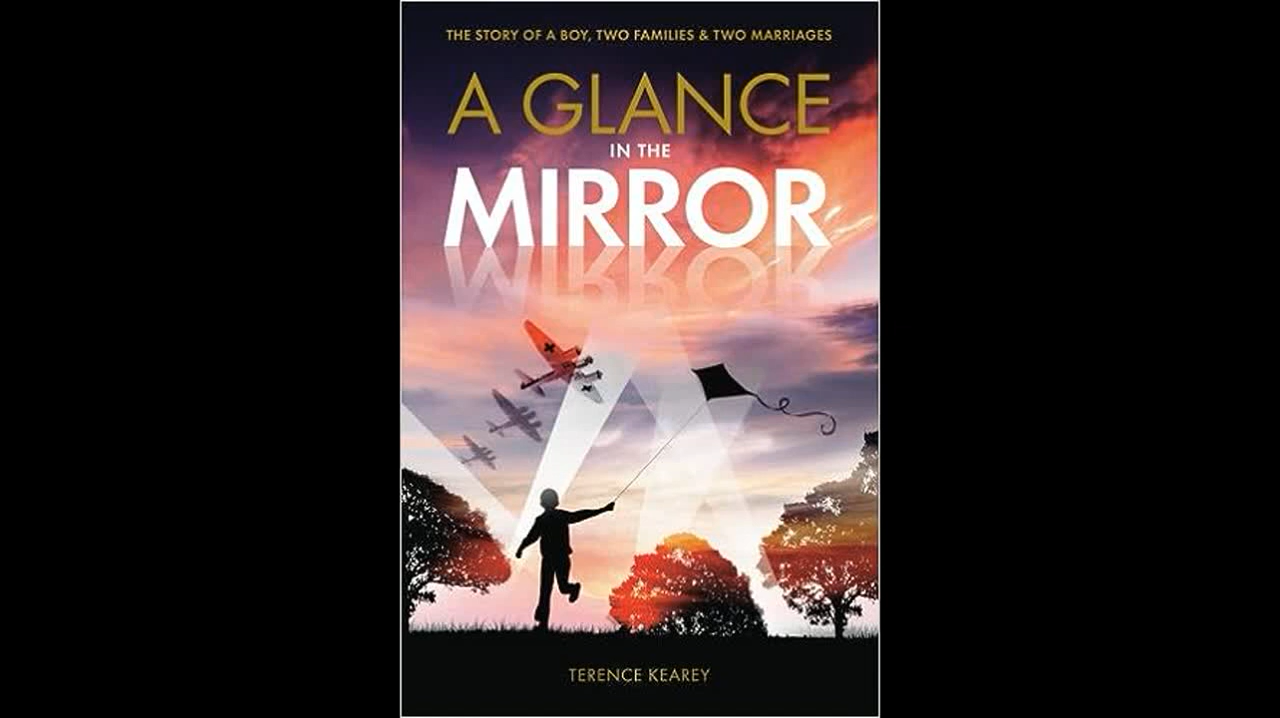 THE STORY OF A BOY, TWO FAMILIES & TWO MARRIAGES
A GLANCE
IN THE
MIRROR
TERENCE KEAREY